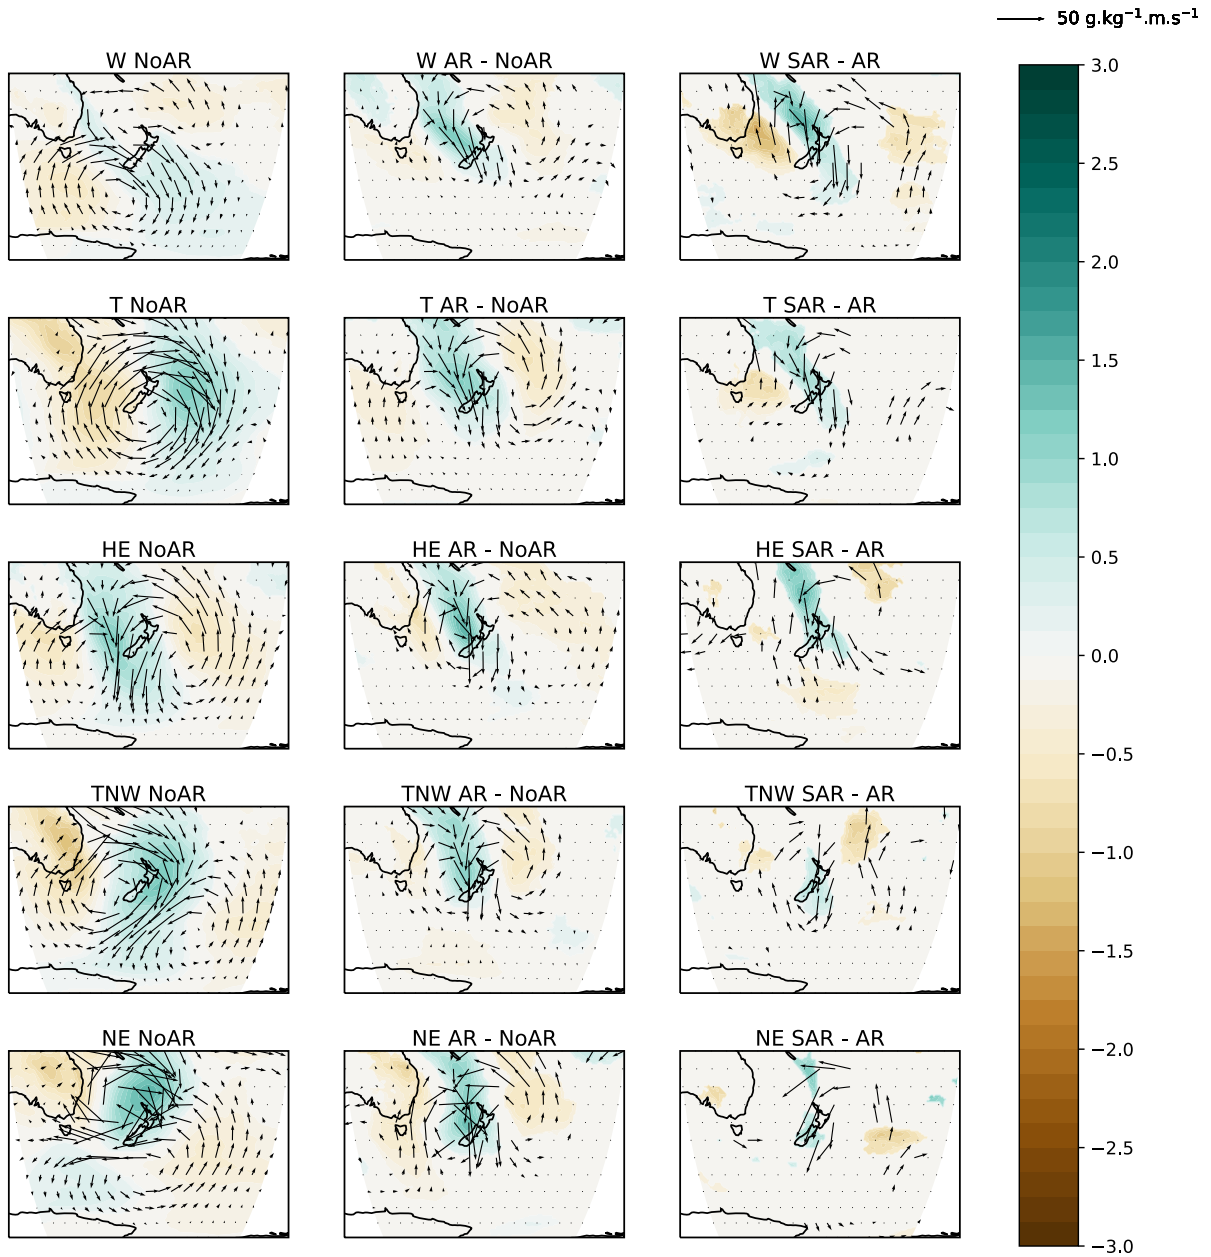 50 g.kg⁻¹.m.s⁻¹
W NoAR
W AR - NoAR
W SAR - AR
T NoAR
T AR - NoAR
T SAR - AR
HE NoAR
HE AR - NoAR
HE SAR - AR
TNW NoAR
TNW AR - NoAR
TNW SAR - AR
NE NoAR
NE AR - NoAR
NE SAR - AR
3.0
2.5
2.0
1.5
1.0
0.5
0.0
−0.5
−1.0
−1.5
−2.0
−2.5
−3.0